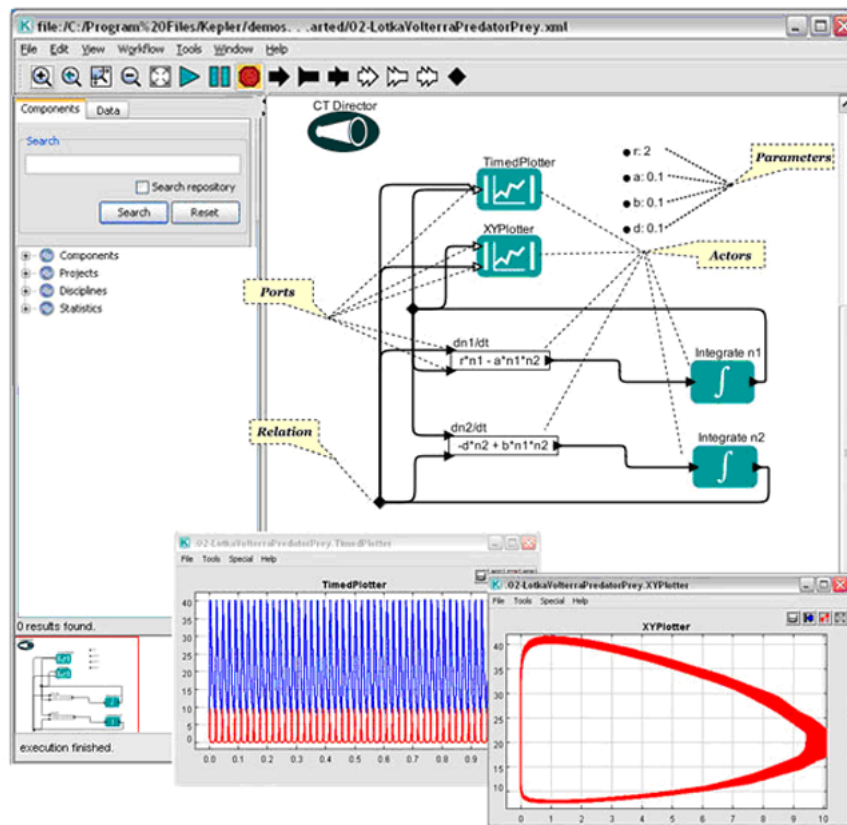 file:/C:/Program%20Files/Kepler/demos. . .arted/02-LotkaVolterraPredatorPrey.xml
File Edit View Workflow Tools Window Help
Components Data
CT Director
Search
Search repository
Search Reset
TimedPlotter
r: 2
a: 0.1
b: 0.1
d: 0.1
Parameters
XYPlotter
Actors
Components
Projects
Disciplines
Statistics
Ports
dn1/dt
r*n1 - a*n1*n2
Integrate n1
∫
Relation
dn2/dt
-d*n2 + b*n1*n2
Integrate n2
∫
0 results found.
execution finished.
.02-LotkaVolterraPredatorPrey.TimedPlotter
File Tools Special Help
TimedPlotter
40
35
30
25
20
15
10
5
0
0.0 0.1 0.2 0.3 0.4 0.5 0.6 0.7 0.8 0.9
.02-LotkaVolterraPredatorPrey.XYPlotter
File Tools Special Help
XYPlotter
40
35
30
25
20
15
10
0 1 2 3 4 5 6 7 8 9 10